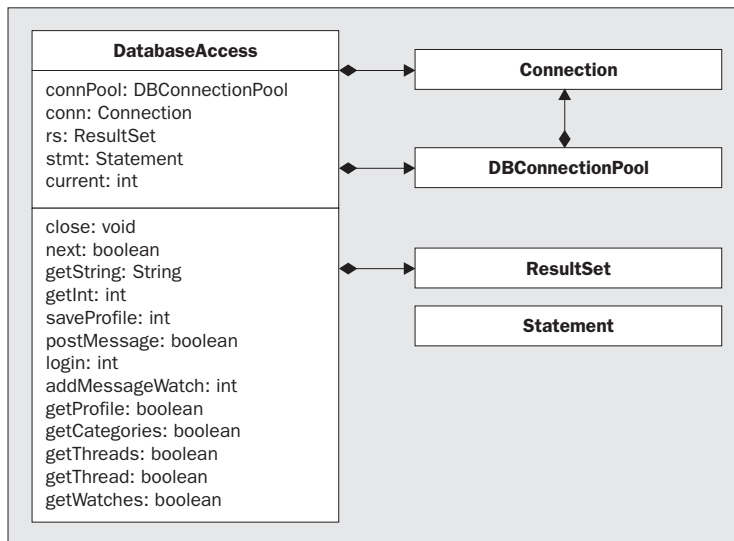 DatabaseAccess
connPool: DBConnectionPool
conn: Connection
rs: ResultSet
stmt: Statement
current: int
close: void
next: boolean
getString: String
getInt: int
saveProfile: int
postMessage: boolean
login: int
addMessageWatch: int
getProfile: boolean
getCategories: boolean
getThreads: boolean
getThread: boolean
getWatches: boolean
Connection
DBConnectionPool
ResultSet
Statement